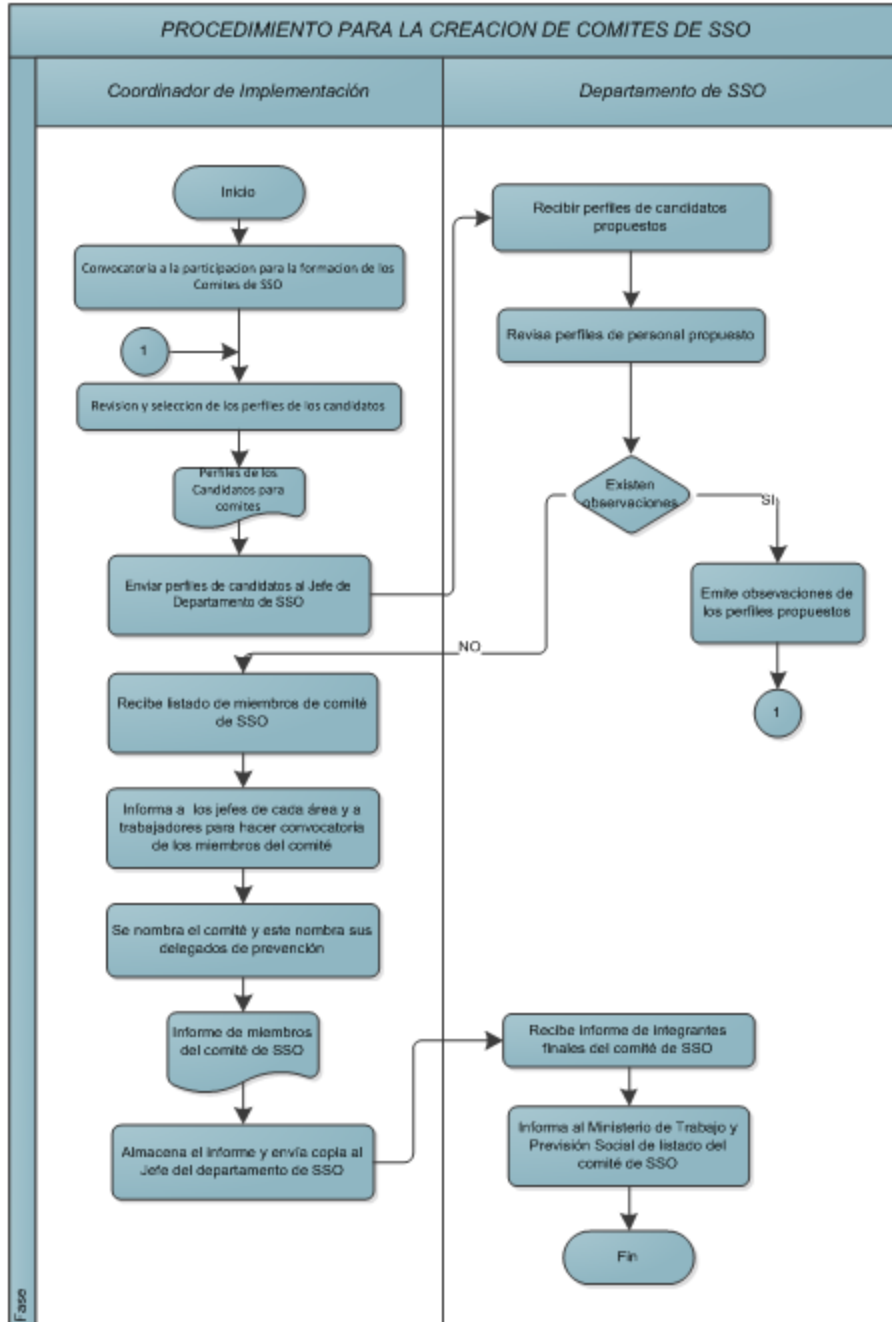 PROCEDIMIENTO PARA LA CREACION DE COMITES DE SSO
Coordinador de Implementación
Departamento de SSO
Inicio
Convocatoria a la participacion para la formacion de los
Comites de SSO
1
Revision y seleccion de los perfiles de los candidatos
Perfiles de los
Candidatos para
comites
Enviar perfiles de candidatos al Jefe de
Departamento de SSO
Recibir perfiles de candidatos
propuestos
Revisa perfiles de personal propuesto
Existen
observaciones
SI
Emite obsevaciones de
los perfiles propuestos
1
NO
Recibe listado de miembros de comité
de SSO
Informa a los jefes de cada área y a
trabajadores para hacer convocatoria
de los miembros del comité
Se nombra el comité y este nombra sus
delegados de prevención
Informe de miembros
del comité de SSO
Almacena el informe y envía copia al
Jefe del departamento de SSO
Recibe informe de integrantes
finales del comité de SSO
Informa al Ministerio de Trabajo y
Previsión Social de listado del
comité de SSO
Fin
Fase